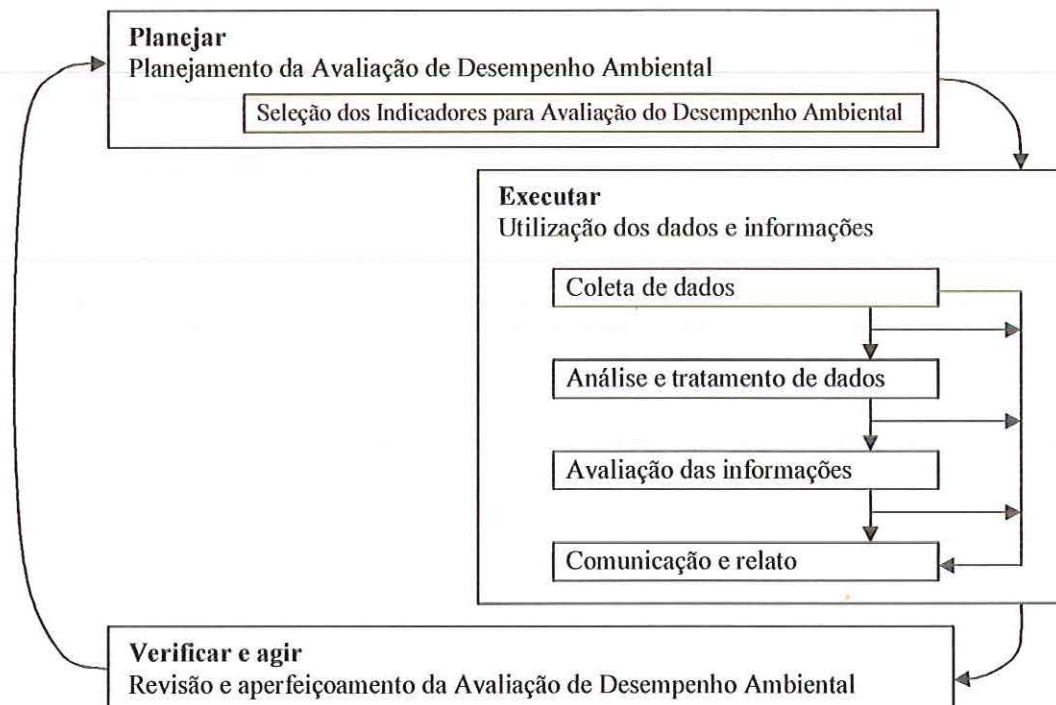 Planejar
Planejamento da Avaliação de Desempenho Ambiental
Seleção dos Indicadores para Avaliação do Desempenho Ambiental
Executar
Utilização dos dados e informações
Coleta de dados
Análise e tratamento de dados
Avaliação das informações
Comunicação e relato
Verificar e agir
Revisão e aperfeiçoamento da Avaliação de Desempenho Ambiental